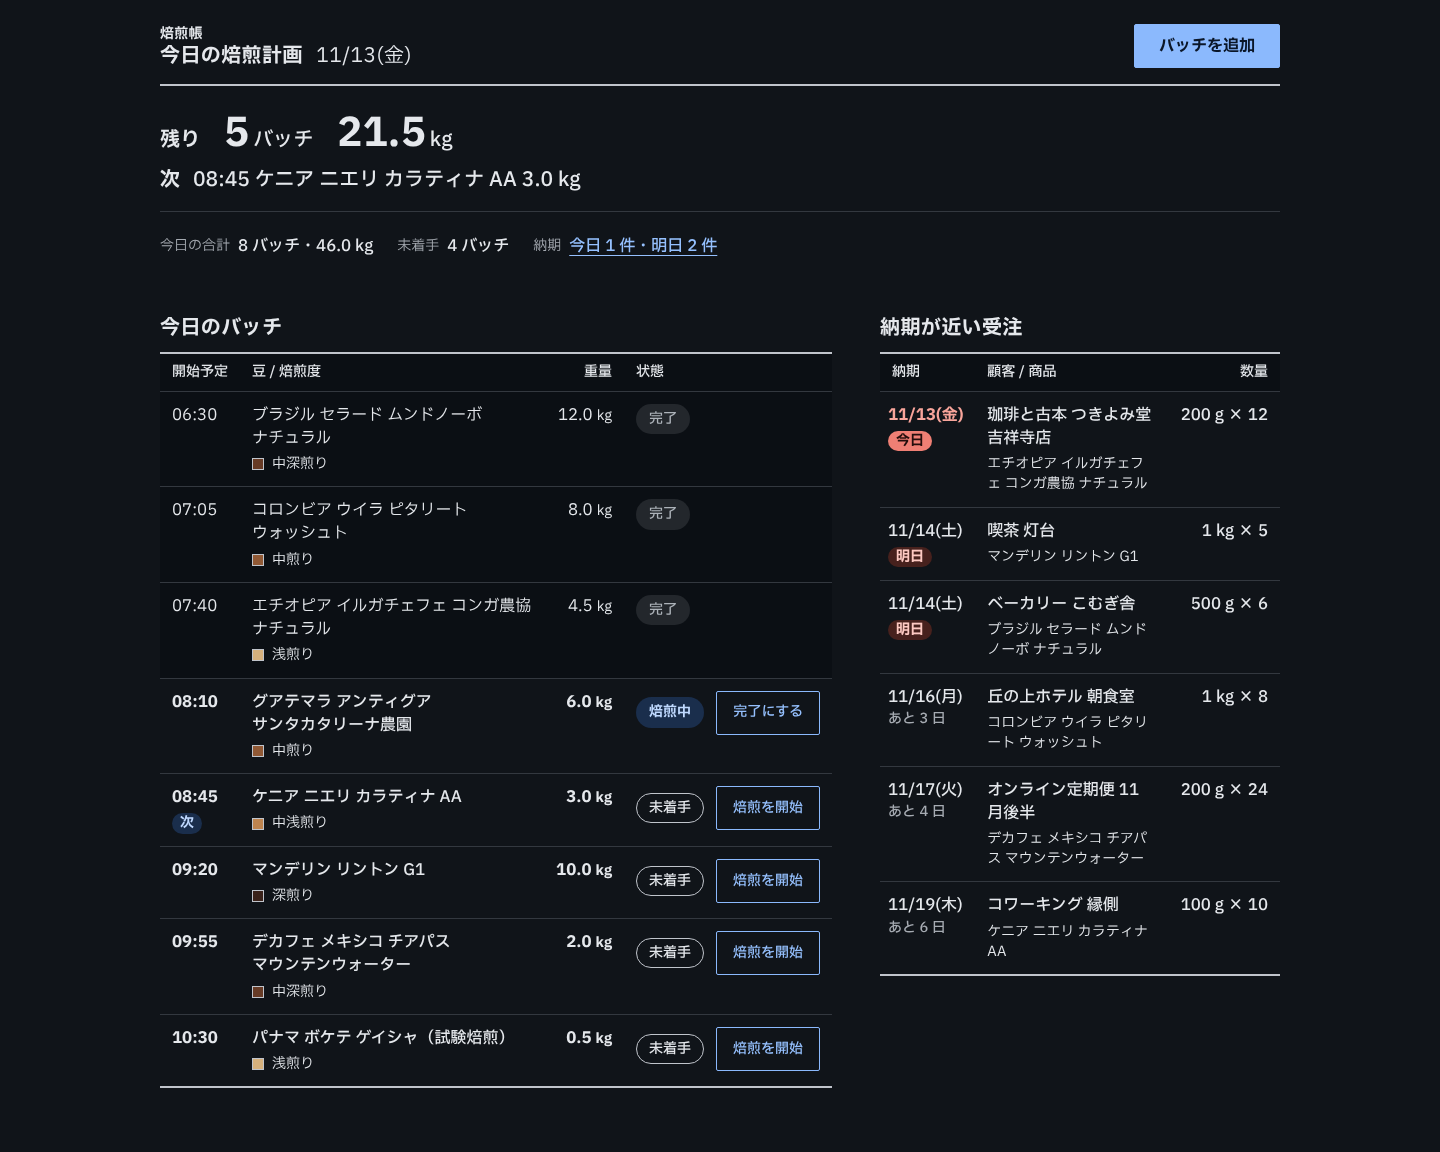 焙煎帳
今日の焙煎計画 11/13(金)
バッチを追加
残り 5 バッチ 21.5 kg
次 08:45 ケニア ニエリ カラティナ AA 3.0 kg
今日の合計 8 バッチ・46.0 kg 未着手 4 バッチ 納期 今日 1 件・明日 2 件
今日のバッチ
開始予定 豆 / 焙煎度 重量 状態
06:30 ブラジル セラード ムンドノーボ 12.0 kg 完了
ナチュラル
中深煎り
07:05 コロンビア ウイラ ピタリート 8.0 kg 完了
ウォッシュト
中煎り
07:40 エチオピア イルガチェフェ コンガ農協 4.5 kg 完了
ナチュラル
浅煎り
08:10 グアテマラ アンティグア 6.0 kg 焙煎中 完了にする
サンタカタリーナ農園
中煎り
08:45 ケニア ニエリ カラティナ AA 3.0 kg 未着手 焙煎を開始
次 中浅煎り
09:20 マンデリン リントン G1 10.0 kg 未着手 焙煎を開始
深煎り
09:55 デカフェ メキシコ チアパス 2.0 kg 未着手 焙煎を開始
マウンテンウォーター
中深煎り
10:30 パナマ ボケテ ゲイシャ（試験焙煎） 0.5 kg 未着手 焙煎を開始
浅煎り
納期が近い受注
納期 顧客 / 商品 数量
11/13(金) 珈琲と古本 つきよみ堂 200 g × 12
今日 吉祥寺店
エチオピア イルガチェフ
ェ コンガ農協 ナチュラル
11/14(土) 喫茶 灯台 1 kg × 5
明日 マンデリン リントン G1
11/14(土) ベーカリー こむぎ舎 500 g × 6
明日 ブラジル セラード ムンド
ノーボ ナチュラル
11/16(月) 丘の上ホテル 朝食室 1 kg × 8
あと 3 日 コロンビア ウイラ ピタリ
ート ウォッシュト
11/17(火) オンライン定期便 11 200 g × 24
あと 4 日 月後半
デカフェ メキシコ チアパ
ス マウンテンウォーター
11/19(木) コワーキング 縁側 100 g × 10
あと 6 日 ケニア ニエリ カラティナ
AA